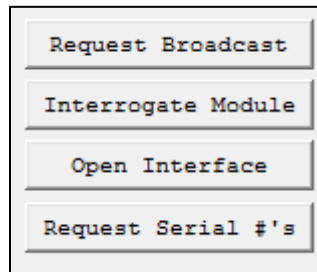 Request Broadcast
Interrogate Module
Open Interface
Request Serial #'s